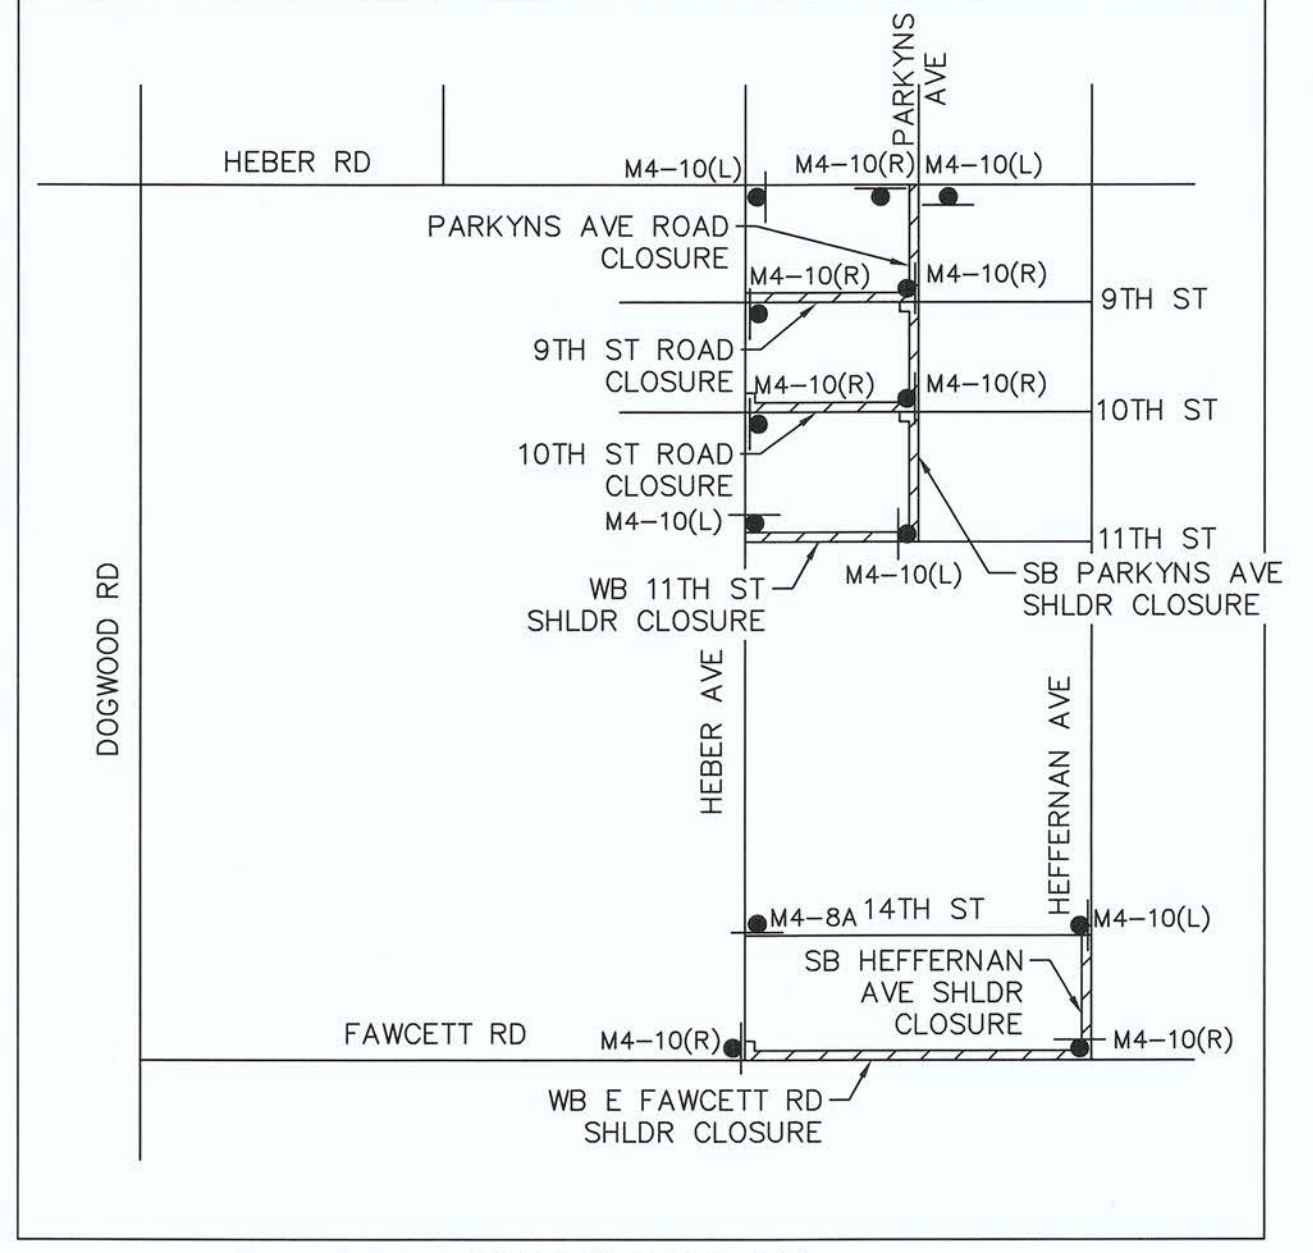 PARKYNS
AVE
HEBER RD
M4-10(L)
M4-10(R)
M4-10(L)
PARKYNS AVE ROAD
CLOSURE
M4-10(R)
M4-10(R)
9TH ST
9TH ST ROAD
CLOSURE
M4-10(R)
M4-10(R)
10TH ST
10TH ST ROAD
CLOSURE
M4-10(L)
11TH ST
M4-10(L)
SB PARKYNS AVE
SHLDR CLOSURE
WB 11TH ST
SHLDR CLOSURE
DOGWOOD RD
HEBER AVE
HEFFERNAN AVE
M4-8A
14TH ST
M4-10(L)
SB HEFFERNAN
AVE SHLDR
CLOSURE
FAWCETT RD
M4-10(R)
M4-10(R)
WB E FAWCETT RD
SHLDR CLOSURE